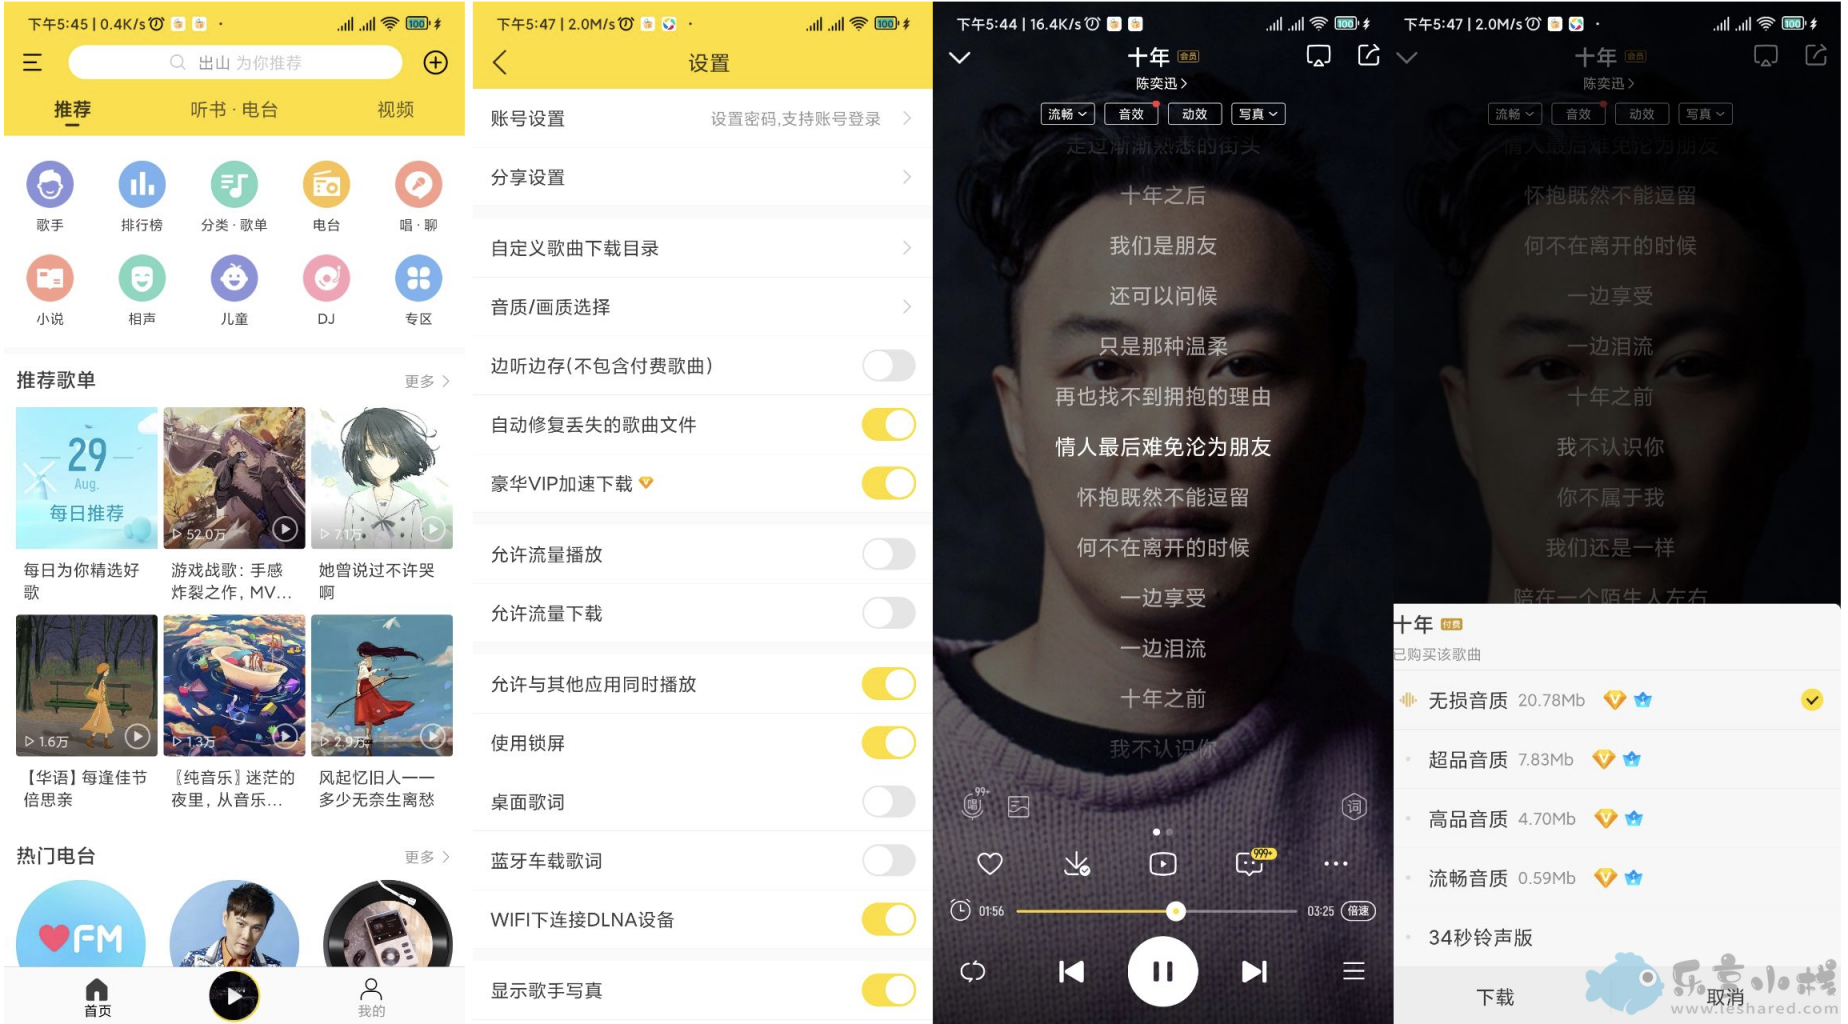 下午5:45 | 0.4K/s
100
出山 为你推荐
推荐
听书·电台
视频
歌手
排行榜
分类·歌单
电台
唱·聊
小说
相声
儿童
DJ
专区
推荐歌单
更多
29
Aug.
每日推荐
52.0万
7.1万
每日为你精选好
歌
游戏战歌：手感
炸裂之作，MV...
她曾说过不许哭
啊
1.6万
1.3万
2.9万
【华语】每逢佳节
倍思亲
〖纯音乐〗迷茫的
夜里，从音乐...
风起忆旧人一一
多少无奈生离愁
热门电台
更多
FM
首页
我的
下午5:47 | 2.0M/s
100
设置
账号设置
设置密码,支持账号登录
分享设置
自定义歌曲下载目录
音质/画质选择
边听边存(不包含付费歌曲)
自动修复丢失的歌曲文件
豪华VIP加速下载
允许流量播放
允许流量下载
允许与其他应用同时播放
使用锁屏
桌面歌词
蓝牙车载歌词
WIFI下连接DLNA设备
显示歌手写真
下午5:44 | 16.4K/s
100
十年 会员
陈奕迅
流畅
音效
动效
写真
走过渐渐熟悉的街头
十年之后
我们是朋友
还可以问候
只是那种温柔
再也找不到拥抱的理由
情人最后难免沦为朋友
怀抱既然不能逗留
何不在离开的时候
一边享受
一边泪流
十年之前
我不认识你
99+
唱
词
999+
01:56
03:25
倍速
下午5:47 | 2.0M/s
100
十年 会员
陈奕迅
流畅
音效
动效
写真
情人最后难免沦为朋友
怀抱既然不能逗留
何不在离开的时候
一边享受
一边泪流
十年之前
我不认识你
你不属于我
我们还是一样
陪在一个陌生人左右
十年 付费
已购买该歌曲
无损音质 20.78Mb
超品音质 7.83Mb
高品音质 4.70Mb
流畅音质 0.59Mb
34秒铃声版
下载
取消
乐享小栈
www.leshared.com